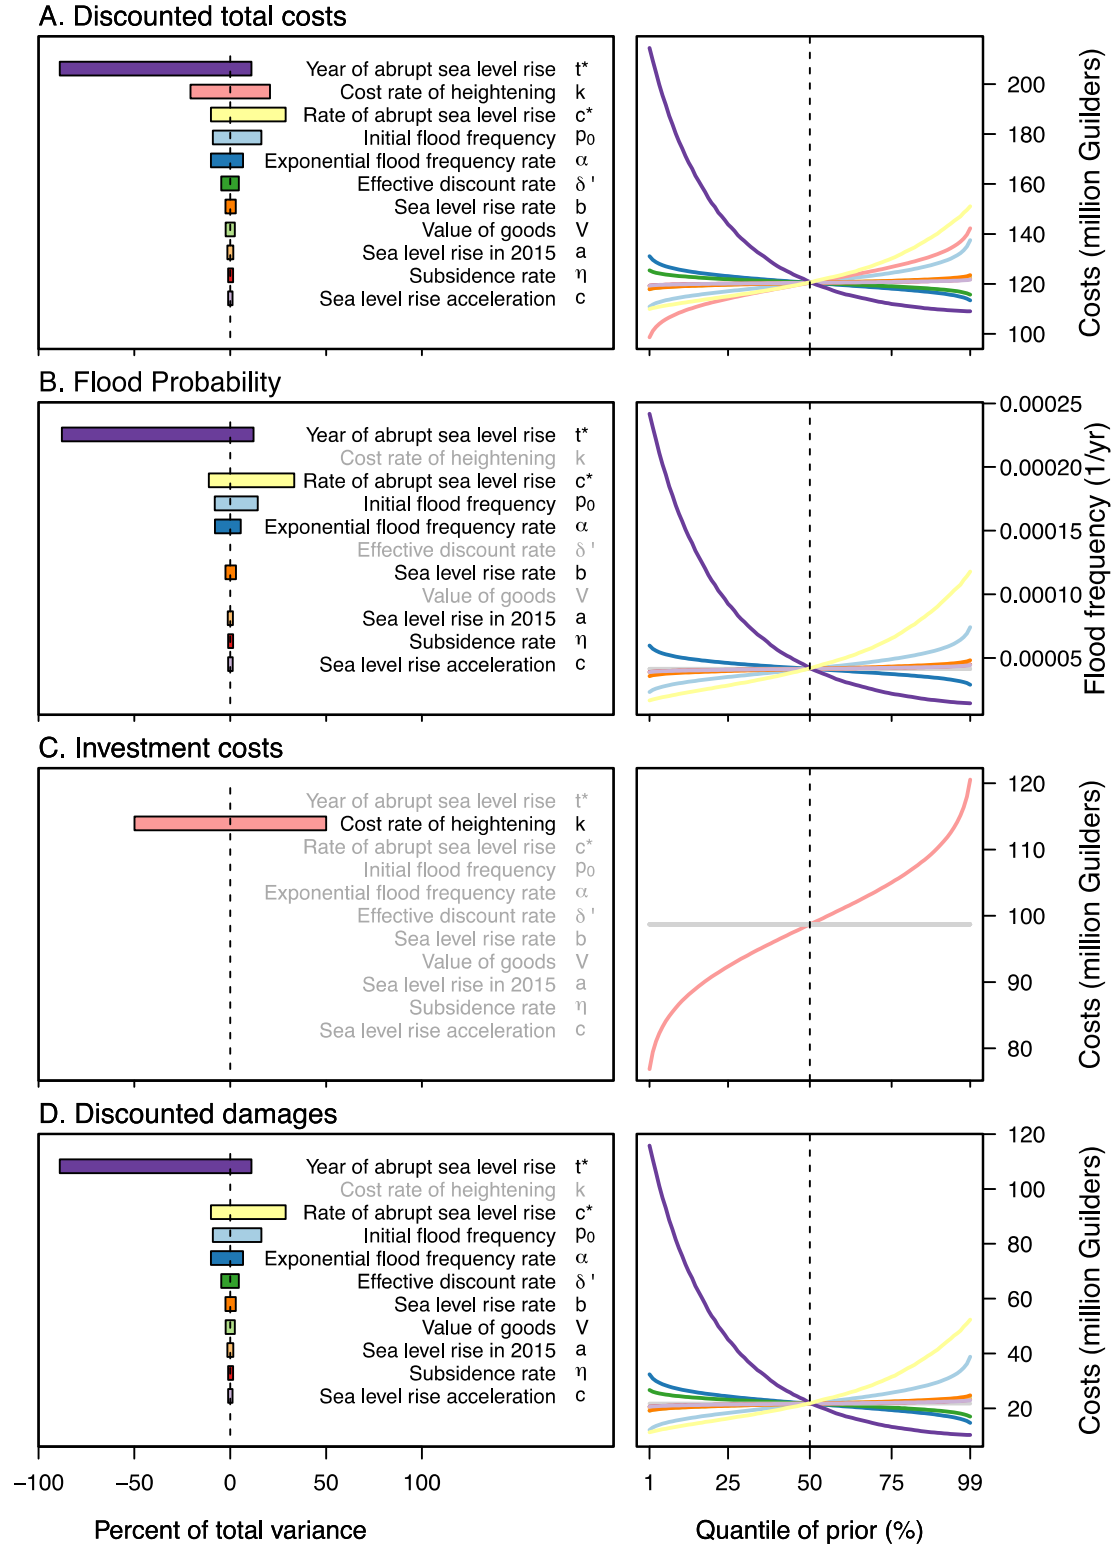 A. Discounted total costs
Year of abrupt sea level rise t*
Cost rate of heightening k
Rate of abrupt sea level rise c*
Initial flood frequency p0
Exponential flood frequency rate α
Effective discount rate δ'
Sea level rise rate b
Value of goods V
Sea level rise in 2015 a
Subsidence rate η
Sea level rise acceleration c
200
180
160
140
120
100
Costs (million Guilders)
B. Flood Probability
Year of abrupt sea level rise t*
Cost rate of heightening k
Rate of abrupt sea level rise c*
Initial flood frequency p0
Exponential flood frequency rate α
Effective discount rate δ'
Sea level rise rate b
Value of goods V
Sea level rise in 2015 a
Subsidence rate η
Sea level rise acceleration c
0.00025
0.00020
0.00015
0.00010
0.00005
Flood frequency (1/yr)
C. Investment costs
Year of abrupt sea level rise t*
Cost rate of heightening k
Rate of abrupt sea level rise c*
Initial flood frequency p0
Exponential flood frequency rate α
Effective discount rate δ'
Sea level rise rate b
Value of goods V
Sea level rise in 2015 a
Subsidence rate η
Sea level rise acceleration c
120
110
100
90
80
Costs (million Guilders)
D. Discounted damages
Year of abrupt sea level rise t*
Cost rate of heightening k
Rate of abrupt sea level rise c*
Initial flood frequency p0
Exponential flood frequency rate α
Effective discount rate δ'
Sea level rise rate b
Value of goods V
Sea level rise in 2015 a
Subsidence rate η
Sea level rise acceleration c
120
100
80
60
40
20
Costs (million Guilders)
−100 −50 0 50 100
Percent of total variance
1 25 50 75 99
Quantile of prior (%)